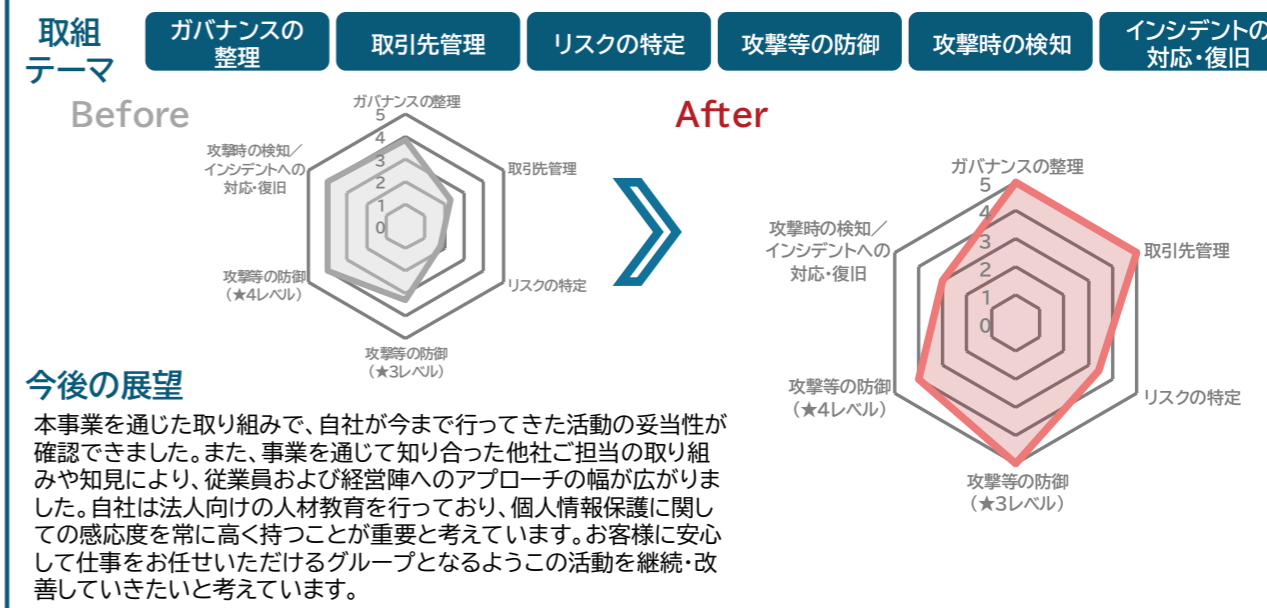 取組
テーマ
ガバナンスの
整理
取引先管理
リスクの特定
攻撃等の防御
攻撃時の検知
インシデントの
対応・復旧
Before
ガバナンスの整理
5
4
3
2
1
0
取引先管理
リスクの特定
攻撃等の防御
(★3レベル)
攻撃等の防御
(★4レベル)
攻撃時の検知/
インシデントへの
対応・復旧
After
ガバナンスの整理
5
4
3
2
1
0
取引先管理
リスクの特定
攻撃等の防御
(★3レベル)
攻撃等の防御
(★4レベル)
攻撃時の検知/
インシデントへの
対応・復旧
今後の展望
本事業を通じた取り組みで、自社が今まで行ってきた活動の妥当性が
確認できました。また、事業を通じて知り合った他社ご担当の取り組
みや知見により、従業員および経営陣へのアプローチの幅が広がりま
した。自社は法人向けの人材教育を行っており、個人情報保護に関し
ての感応度を常に高く持つことが重要と考えています。お客様に安心
して仕事をお任せいただけるグループとなるようこの活動を継続・改
善していきたいと考えています。